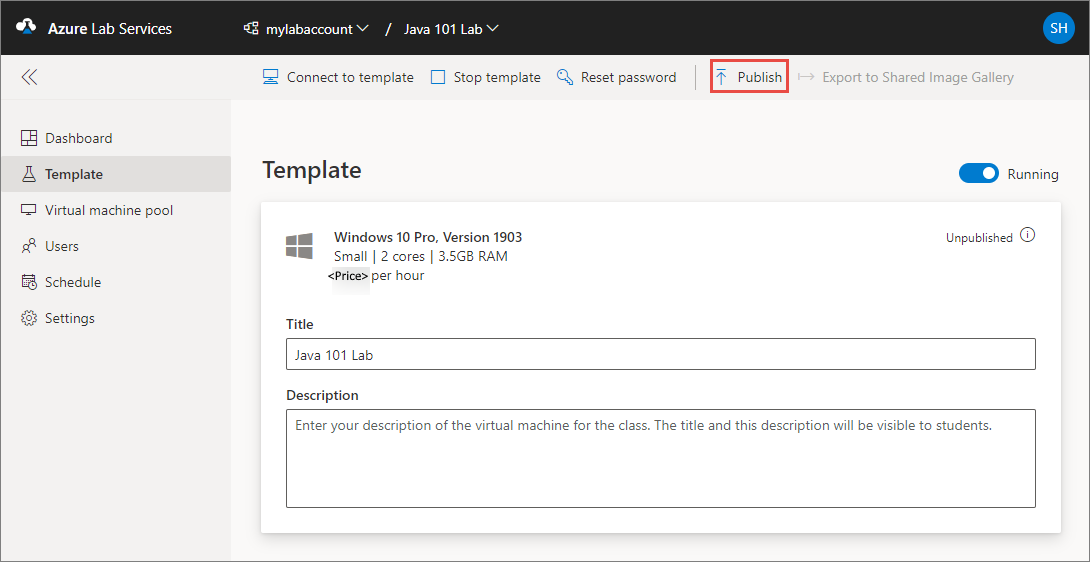 Azure Lab Services mylabaccount / Java 101 Lab SH
Connect to template Stop template Reset password Publish Export to Shared Image Gallery
Dashboard
Template
Virtual machine pool
Users
Schedule
Settings
Template Running
Windows 10 Pro, Version 1903 Unpublished
Small | 2 cores | 3.5GB RAM
<Price> per hour
Title
Java 101 Lab
Description
Enter your description of the virtual machine for the class. The title and this description will be visible to students.